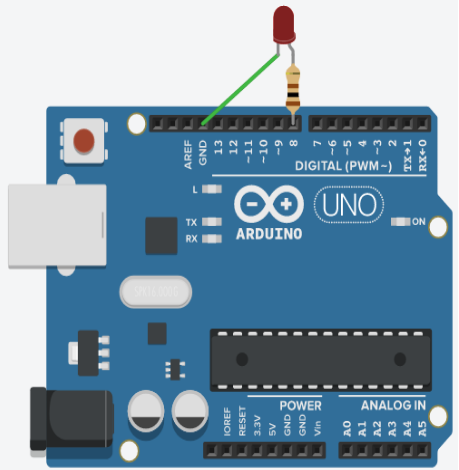 AREF
GND
13
12
~11
~10
~9
8
7
~6
~5
4
~3
2
TX→1
RX←0
DIGITAL (PWM~)
L
TX
RX
ARDUINO
UNO
ON
POWER
ANALOG IN
IOREF
RESET
3.3V
5V
GND
GND
Vin
A0
A1
A2
A3
A4
A5